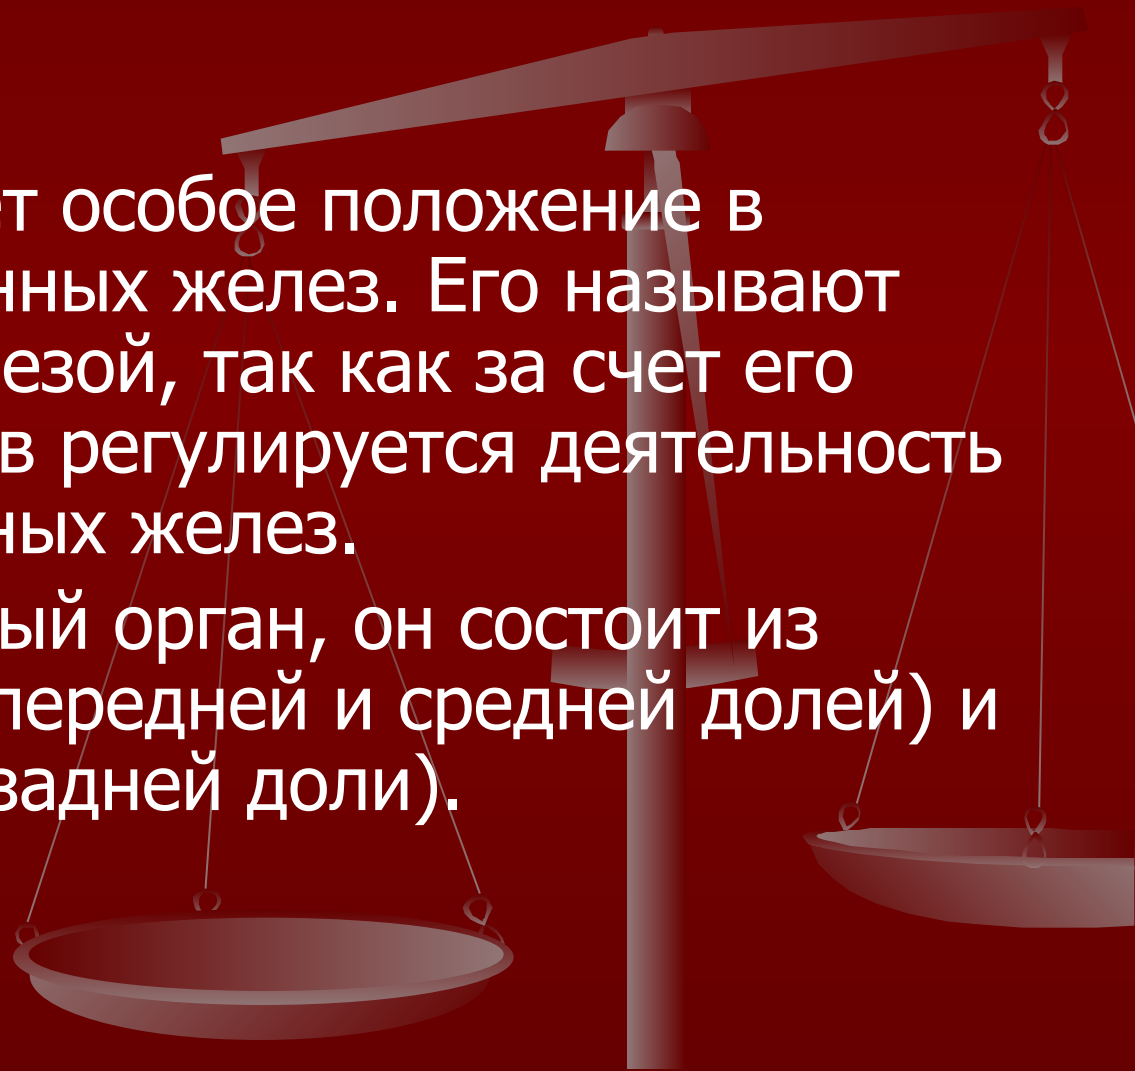 ет особое положение в
нных желез. Его называют
езой, так как за счет его
в регулируется деятельность
ных желез.
ый орган, он состоит из
передней и средней долей) и
задней доли).